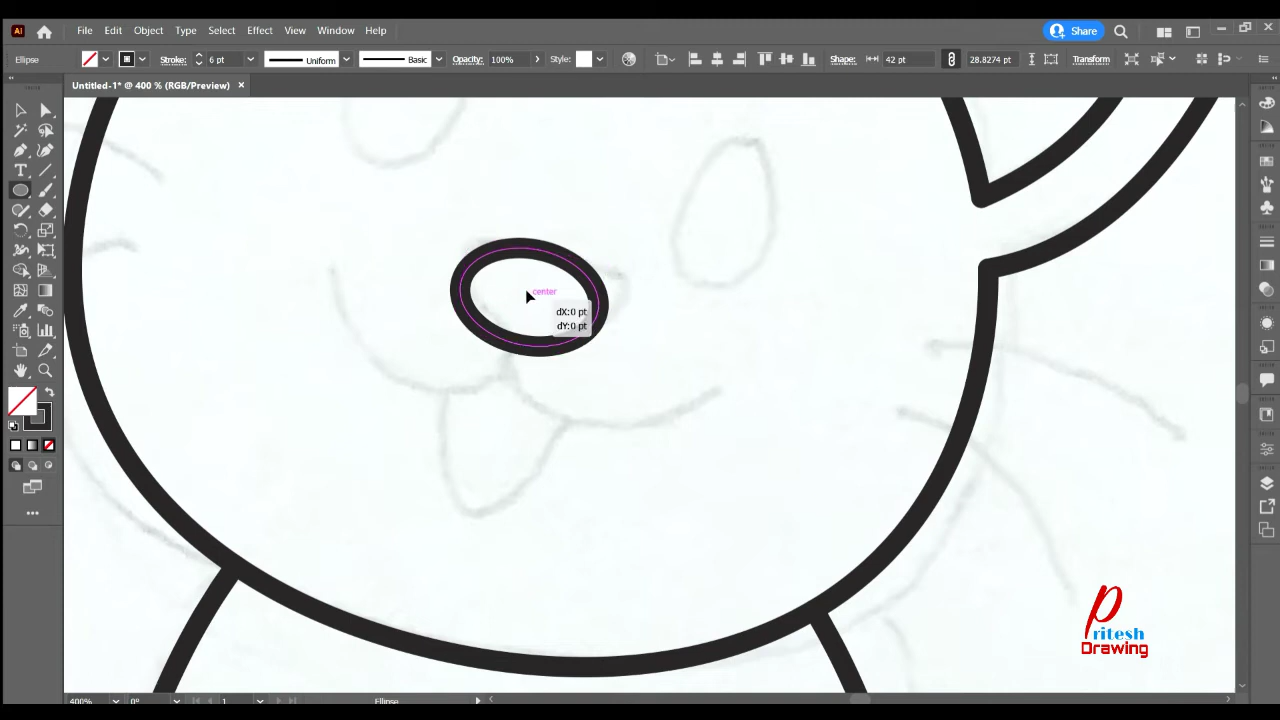 Ai File Edit Object Type Select Effect View Window Help Share
Ellipse Stroke: 6 pt Uniform Basic Opacity: 100% Style: Shape: 42 pt 28.8274 pt Transform
Untitled-1* @ 400 % (RGB/Preview)
center
dX:0 pt
dY:0 pt
Pritesh
Drawing
400% 0° 1 Ellipse